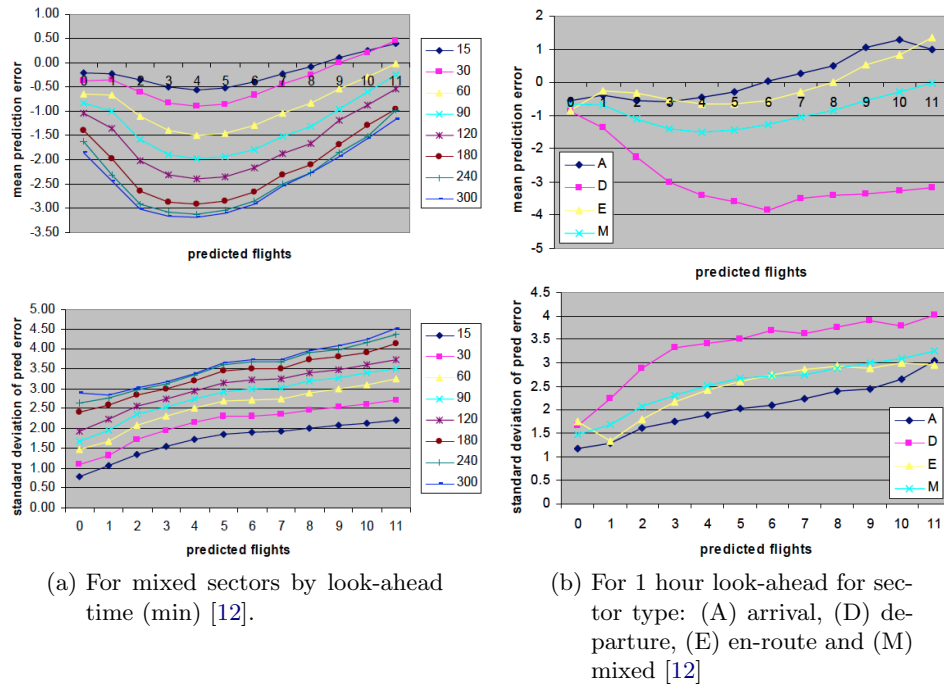 1.00
0.50
0.00
-0.50
-1.00
-1.50
-2.00
-2.50
-3.00
-3.50
mean prediction error
0 1 2 3 4 5 6 7 8 9 10 11
predicted flights
15
30
60
90
120
180
240
300
2
1
0
-1
-2
-3
-4
-5
mean prediction error
0 1 2 3 4 5 6 7 8 9 10 11
predicted flights
A
D
E
M
5.00
4.50
4.00
3.50
3.00
2.50
2.00
1.50
1.00
0.50
0.00
standard deviation of pred error
0 1 2 3 4 5 6 7 8 9 10 11
predicted flights
15
30
60
90
120
180
240
300
4.5
4
3.5
3
2.5
2
1.5
1
0.5
0
standard deviation of pred error
0 1 2 3 4 5 6 7 8 9 10 11
predicted flights
A
D
E
M
(a) For mixed sectors by look-ahead
time (min) [12].
(b) For 1 hour look-ahead for sec-
tor type: (A) arrival, (D) de-
parture, (E) en-route and (M)
mixed [12]